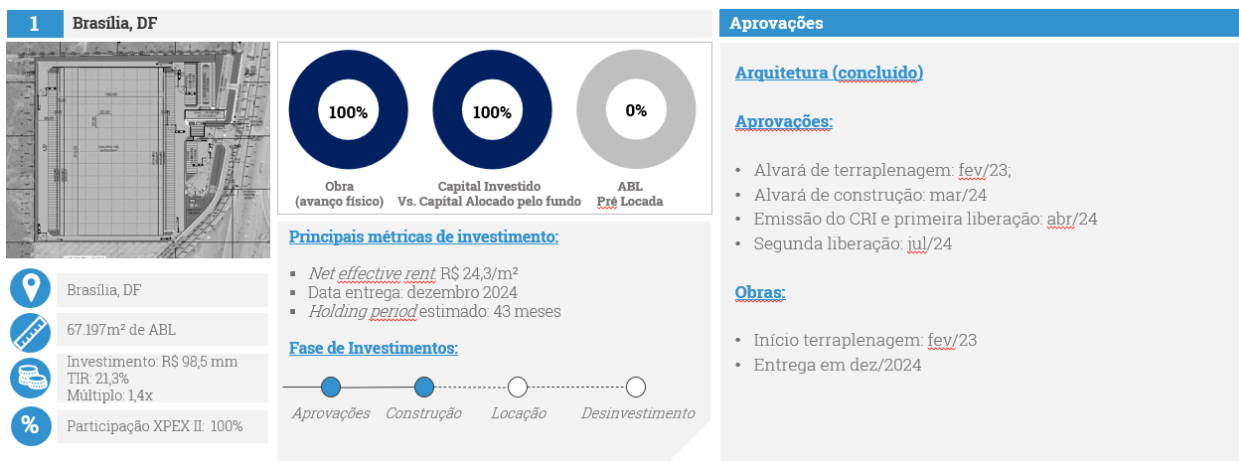 1 Brasília, DF
100%
100%
0%
Obra
(avanço físico)
Capital Investido
Vs. Capital Alocado pelo fundo
ABL
Pré Locada
Brasília, DF
67.197m² de ABL
Investimento: R$ 98,5 mm
TIR: 21,3%
Múltiplo: 1,4x
%
Participação XPEX II: 100%
Principais métricas de investimento:
▪ Net effective rent: R$ 24,3/m²
▪ Data entrega: dezembro 2024
▪ Holding period estimado: 43 meses
Fase de Investimentos:
Aprovações Construção Locação Desinvestimento
Aprovações
Arquitetura (concluído)
Aprovações:
• Alvará de terraplenagem: fev/23;
• Alvará de construção: mar/24
• Emissão do CRI e primeira liberação: abr/24
• Segunda liberação: jul/24
Obras:
• Início terraplenagem: fev/23
• Entrega em dez/2024